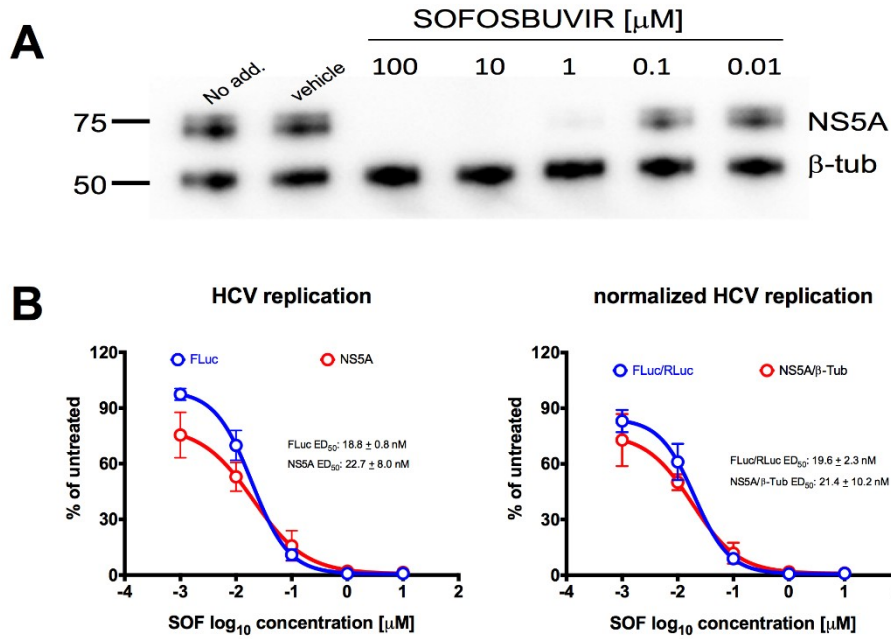 A
SOFOSBUVIR [μM]
No add. vehicle 100 10 1 0.1 0.01
75 NS5A
50 β-tub
B
HCV replication
120
90
60
30
0
% of untreated
FLuc NS5A
FLuc ED50: 18.8 ± 0.8 nM
NS5A ED50: 22.7 ± 8.0 nM
-4 -3 -2 -1 0 1 2
SOF log10 concentration [μM]
normalized HCV replication
120
90
60
30
0
% of untreated
FLuc/RLuc NS5A/β-Tub
FLuc/RLuc ED50: 19.6 ± 2.3 nM
NS5A/β-Tub ED50: 21.4 ± 10.2 nM
-4 -3 -2 -1 0 1
SOF log10 concentration [μM]